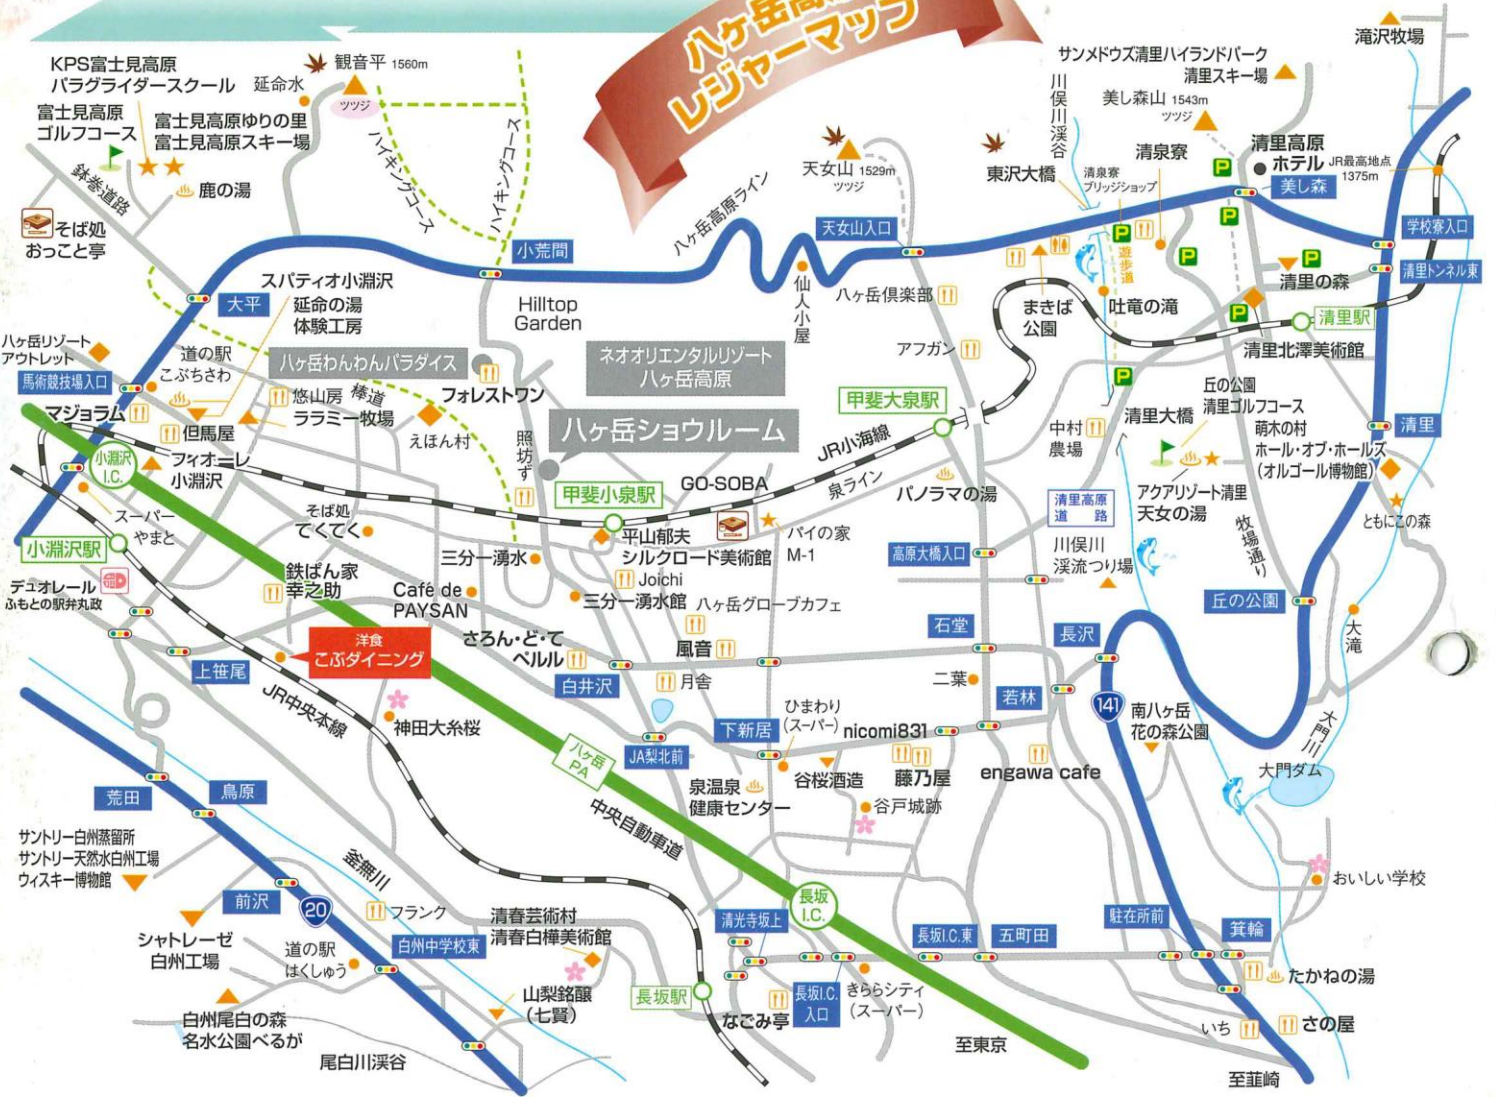 八ヶ岳高原
レジャーマップ
KPS富士見高原
パラグライダースクール
富士見高原
ゴルフコース
富士見高原ゆりの里
富士見高原スキー場
延命水
観音平 1560m
ツツジ
鉢巻道路
鹿の湯
そば処
おっこと亭
ハイキングコース
ハイキングコース
小荒間
八ヶ岳高原ライン
天女山 1529m
ツツジ
天女山入口
仙人小屋
八ヶ岳倶楽部
東沢大橋
川俣川渓谷
サンメドウズ清里ハイランドパーク
清里スキー場
美し森山 1543m
ツツジ
清泉寮
清泉寮
ブリッジショップ
清里高原
ホテル
JR最高地点
1375m
美し森
滝沢牧場
学校寮入口
清里トンネル東
P
P
P
P
P
P
P
遊歩道
清里の森
まきば
公園
吐竜の滝
清里駅
清里北澤美術館
大平
スパティオ小淵沢
延命の湯
体験工房
Hilltop
Garden
八ヶ岳リゾート
アウトレット
道の駅
こぶちさわ
馬術競技場入口
八ヶ岳わんわんパラダイス
ネオオリエンタルリゾート
八ヶ岳高原
フォレストワン
悠山房
棒道
ララミー牧場
マジョラム
但馬屋
えほん村
照坊ず
八ヶ岳ショウルーム
アフガン
甲斐大泉駅
中村
農場
清里大橋
丘の公園
清里ゴルフコース
萌木の村
ホール・オブ・ホールズ
(オルゴール博物館)
清里
小淵沢
I.C.
フィオーレ
小淵沢
甲斐小泉駅
GO-SOBA
JR小海線
泉ライン
パノラマの湯
清里高原
道路
アクアリゾート清里
天女の湯
牧場通り
ともにこの森
スーパー
やまと
小淵沢駅
そば処
てくてく
三分一湧水
平山郁夫
シルクロード美術館
パイの家
M-1
高原大橋入口
川俣川
渓流つり場
デュオレール
ふもとの駅弁丸政
鉄ぱん家
幸之助
Café de
PAYSAN
Joichi
三分一湧水館
八ヶ岳グローブカフェ
丘の公園
大滝
洋食
こぶダイニング
さろん・ど・て
ベルル
風音
石堂
長沢
上笹尾
白井沢
月舎
二葉
若林
JR中央本線
神田大糸桜
ひまわり
(スーパー)
下新居
nicomi831
141
南八ヶ岳
花の森公園
大門川
大門ダム
JA梨北前
八ヶ岳
PA
泉温泉
健康センター
谷桜酒造
藤乃屋
engawa cafe
谷戸城跡
荒田
鳥原
中央自動車道
サントリー白州蒸留所
サントリー天然水白州工場
ウィスキー博物館
釜無川
おいしい学校
前沢
20
フランク
清春芸術村
清春白樺美術館
長坂
I.C.
清光寺坂上
長坂I.C.東
五町田
駐在所前
箕輪
シャトレーゼ
白州工場
道の駅
はくしゅう
白州中学校東
たかねの湯
長坂駅
なごみ亭
長坂I.C.
入口
きららシティ
(スーパー)
山梨銘醸
(七賢)
いち
さの屋
白州尾白の森
名水公園べるが
尾白川渓谷
至東京
至韮崎